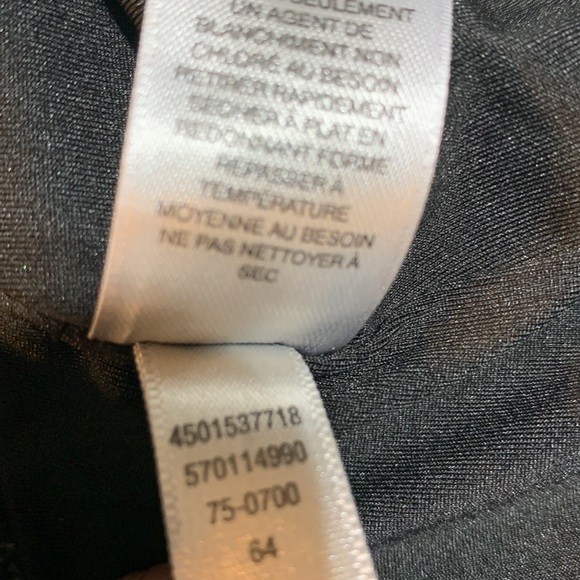 SEULEMENT
UN AGENT DE
BLANCHIMENT NON
CHLORÉ AU BESOIN
RETIRER RAPIDEMENT
SÉCHER À PLAT EN
REDONNANT FORME
REPASSER À
TEMPÉRATURE
MOYENNE AU BESOIN
NE PAS NETTOYER À
SEC
4501537718
570114990
75-0700
64